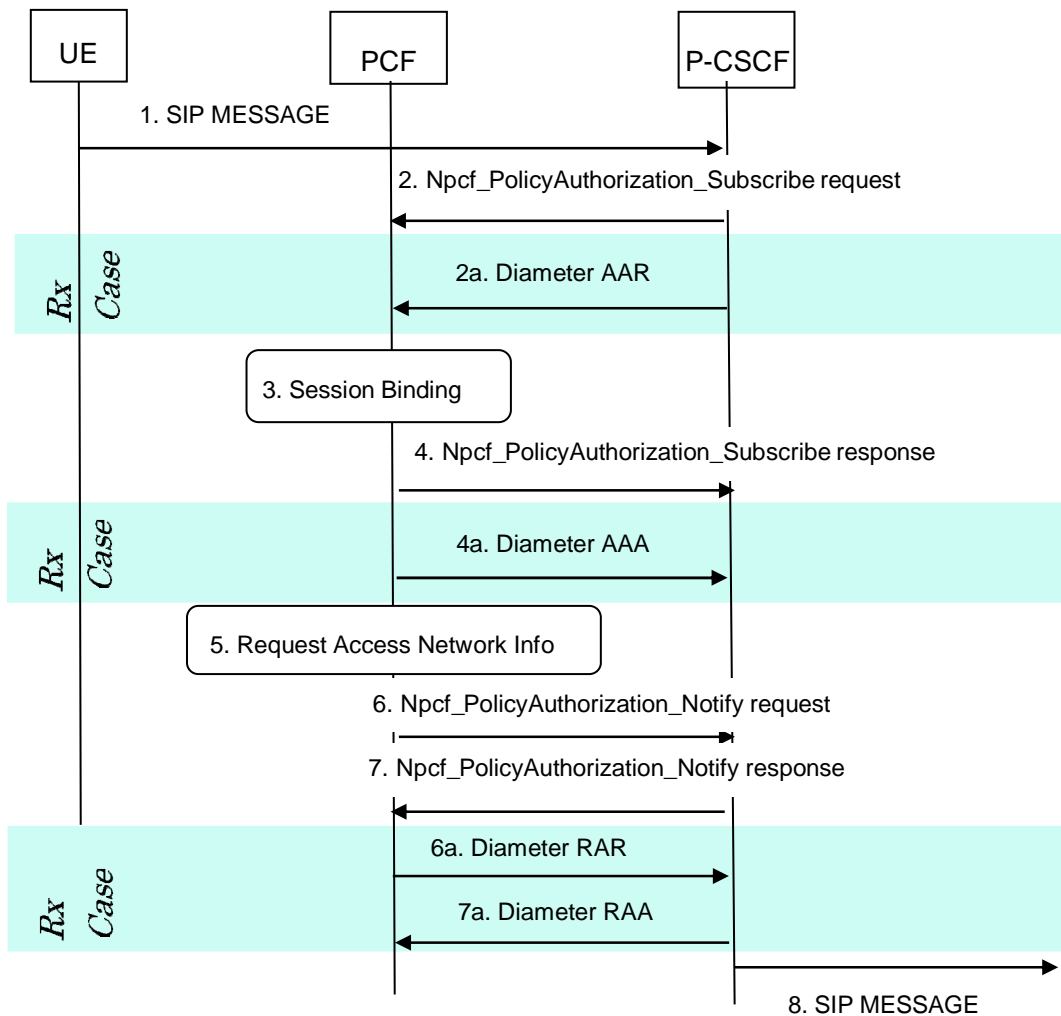 UE
PCF
P-CSCF
1. SIP MESSAGE
2. Npcf_PolicyAuthorization_Subscribe request
Rx
Case
2a. Diameter AAR
3. Session Binding
4. Npcf_PolicyAuthorization_Subscribe response
Rx
Case
4a. Diameter AAA
5. Request Access Network Info
6. Npcf_PolicyAuthorization_Notify request
7. Npcf_PolicyAuthorization_Notify response
Rx
Case
6a. Diameter RAR
7a. Diameter RAA
8. SIP MESSAGE